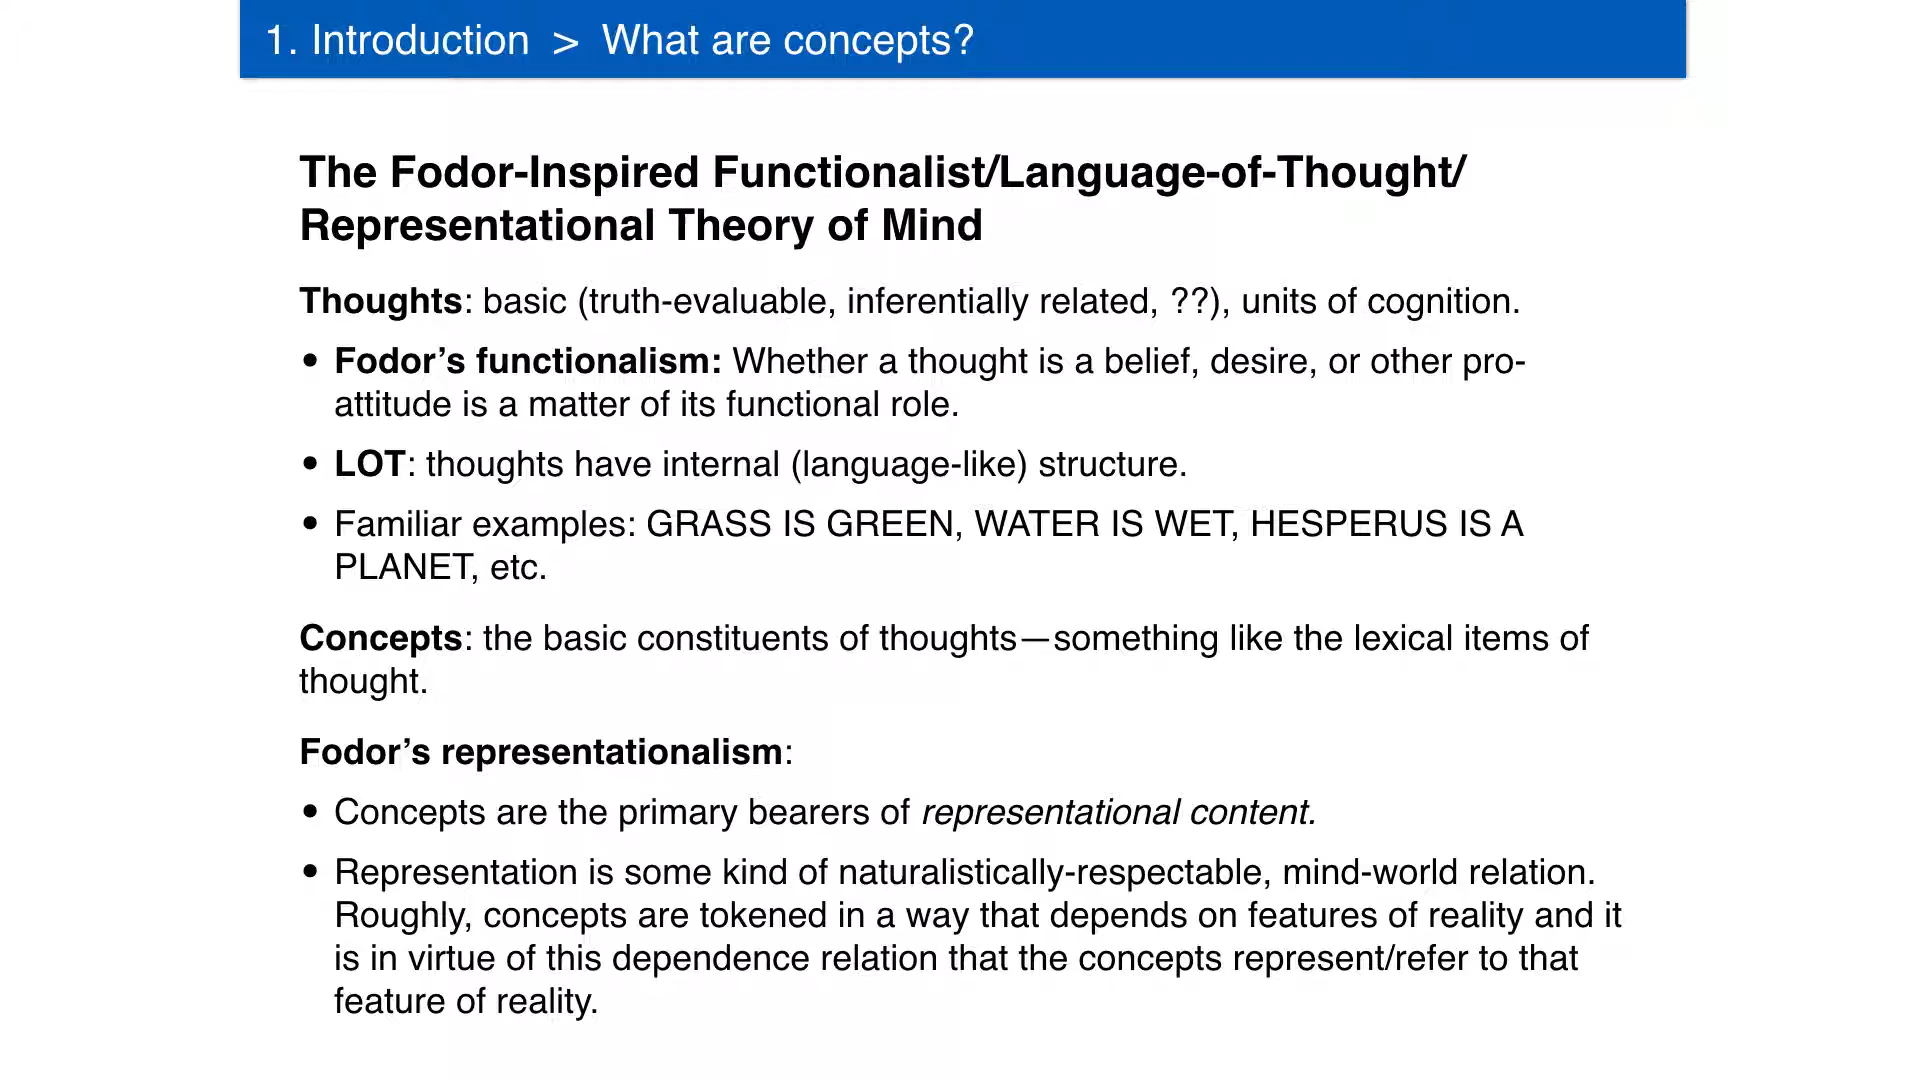 1. Introduction > What are concepts?
The Fodor-Inspired Functionalist/Language-of-Thought/
Representational Theory of Mind
Thoughts: basic (truth-evaluable, inferentially related, ??), units of cognition.
• Fodor’s functionalism: Whether a thought is a belief, desire, or other pro-
attitude is a matter of its functional role.
• LOT: thoughts have internal (language-like) structure.
• Familiar examples: GRASS IS GREEN, WATER IS WET, HESPERUS IS A
PLANET, etc.
Concepts: the basic constituents of thoughts—something like the lexical items of
thought.
Fodor’s representationalism:
• Concepts are the primary bearers of representational content.
• Representation is some kind of naturalistically-respectable, mind-world relation.
Roughly, concepts are tokened in a way that depends on features of reality and it
is in virtue of this dependence relation that the concepts represent/refer to that
feature of reality.